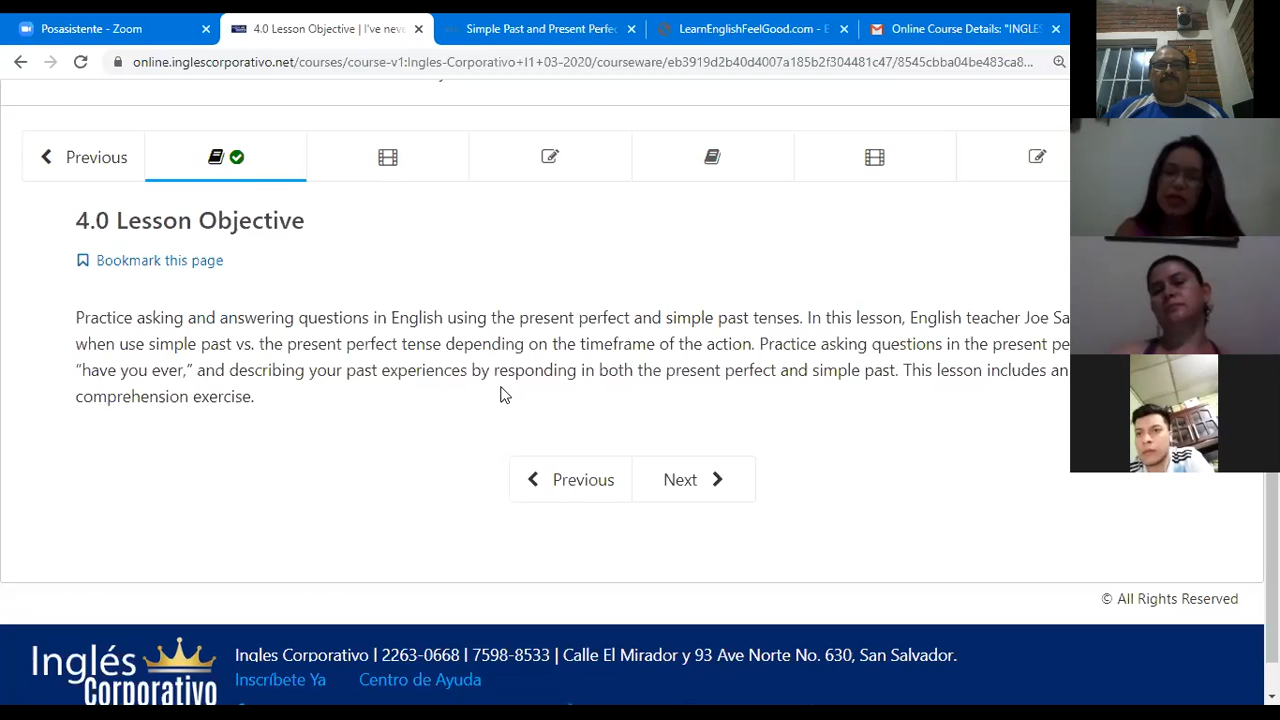 Posasistente - Zoom
4.0 Lesson Objective | I've neve
Simple Past and Present Perfec
LearnEnglishFeelGood.com - E
Online Course Details: "INGLES
online.inglescorporativo.net/courses/course-v1:Ingles-Corporativo+I1+03-2020/courseware/eb391cd2b40d4007a185b2f304481c47/8545cbba04be483ca8...
Previous
4.0 Lesson Objective
Bookmark this page
Practice asking and answering questions in English using the present perfect and simple past tenses. In this lesson, English teacher Joe Sa
when use simple past vs. the present perfect tense depending on the timeframe of the action. Practice asking questions in the present pe
“have you ever,” and describing your past experiences by responding in both the present perfect and simple past. This lesson includes an
comprehension exercise.
Previous
Next
© All Rights Reserved
Inglés
Corporativo
Ingles Corporativo | 2263-0668 | 7598-8533 | Calle El Mirador y 93 Ave Norte No. 630, San Salvador.
Inscríbete Ya
Centro de Ayuda